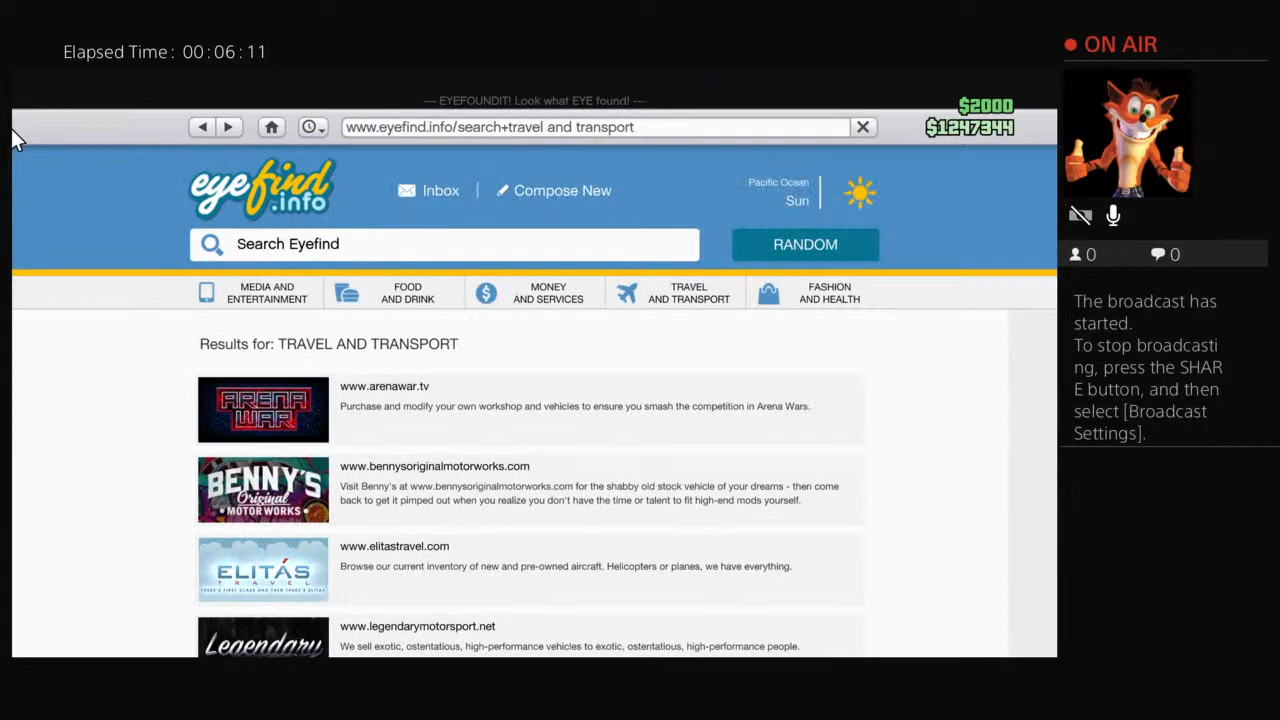 Elapsed Time: 00:06:11
ON AIR
--- EYEFOUNDIT! Look what EYE found! ---
$2000
$1247344
www.eyefind.info/search+travel and transport
eyefind
.info
Inbox
Compose New
Pacific Ocean
Sun
Search Eyefind
RANDOM
MEDIA AND
ENTERTAINMENT
FOOD
AND DRINK
MONEY
AND SERVICES
TRAVEL
AND TRANSPORT
FASHION
AND HEALTH
Results for: TRAVEL AND TRANSPORT
ARENA
WAR
www.arenawar.tv
Purchase and modify your own workshop and vehicles to ensure you smash the competition in Arena Wars.
BENNY'S
Original
MOTOR WORKS
www.bennysoriginalmotorworks.com
Visit Benny's at www.bennysoriginalmotorworks.com for the shabby old stock vehicle of your dreams - then come
back to get it pimped out when you realize you don't have the time or talent to fit high-end mods yourself.
ELITÁS
TRAVEL
THERE'S FIRST CLASS AND THEN THERE'S ELITÁS
www.elitastravel.com
Browse our current inventory of new and pre-owned aircraft. Helicopters or planes, we have everything.
Legendary
www.legendarymotorsport.net
We sell exotic, ostentatious, high-performance vehicles to exotic, ostentatious, high-performance people.
0
0
The broadcast has
started.
To stop broadcasti
ng, press the SHAR
E button, and then
select [Broadcast
Settings].